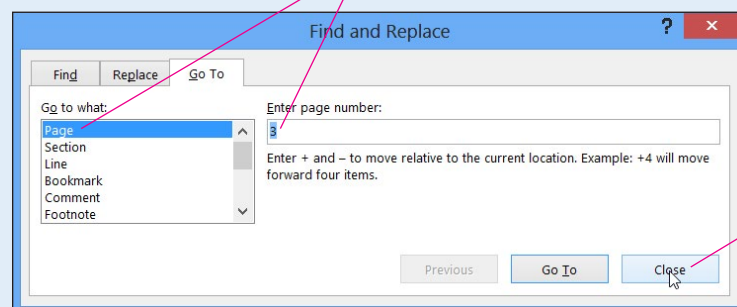 Find and Replace
? ×
Find Replace Go To
Go to what:
Page
Section
Line
Bookmark
Comment
Footnote
Enter page number:
3
Enter + and – to move relative to the current location. Example: +4 will move
forward four items.
Previous Go To Close